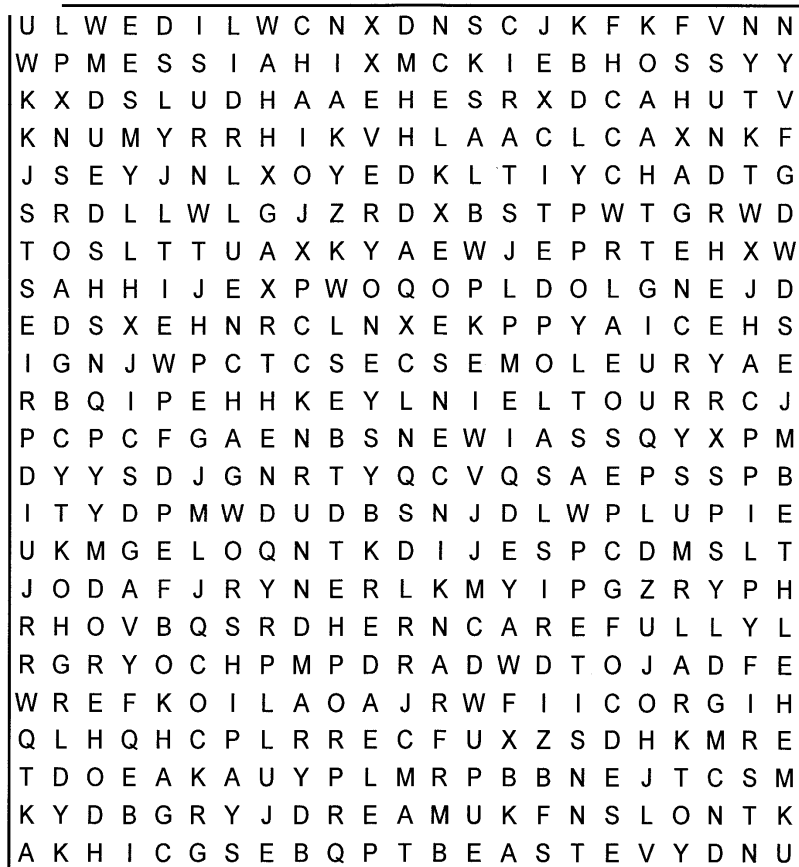 U L W E D I L W C N X D N S C J K F K F V N N
W P M E S S I A H I X M C K I E B H O S S Y Y
K X D S L U D H A A E H E S R X D C A H U T V
K N U M Y R R H I K V H L A A C L C A X N K F
J S E Y J N L X O Y E D K L T I Y C H A D T G
S R D L L W L G J Z R D X B S T P W T G R W D
T O S L T T U A X K Y A E W J E P R T E H X W
S A H H I J E X P W O Q O P L D O L G N E J D
E D S X E H N R C L N X E K P P Y A I C E H S
I G N J W P C T C S E C S E M O L E U R Y A E
R B Q I P E H H K E Y L N I E L T O U R R C J
P C P C F G A E N B S N E W I A S S Q Y X P M
D Y Y S D J G N R T Y Q C V Q S A E P S S P B
I T Y D P M W D U D B S N J D L W P L U P I E
U K M G E L O Q N T K D I J E S P C D M S L T
J O D A F J R Y N E R L K M Y I P G Z R Y P H
R H O V B Q S R D H E R N C A R E F U L L Y L
R G R Y O C H P M P D R A D W D T O J A D F E
W R E F K O I L A O A J R W F I I C O R G I H
Q L H Q H C P L R R E C F U X Z S D H K M R E
T D O E A K A U Y P L M R P B B N E J T C S M
K Y D B G R Y J D R E A M U K F N S L O N T K
A K H I C G S E B Q P T B E A S T E V Y D N U